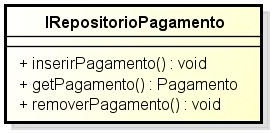 IRepositorioPagamento
+ inserirPagamento() : void
+ getPagamento() : Pagamento
+ removerPagamento() : void